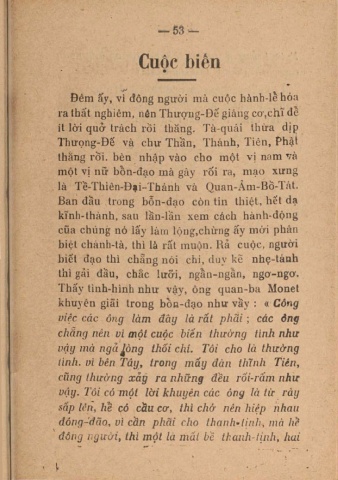 — 53 —
Cuộc biến
Đêm ấy, vì đông người mà cuộc hành-lễ hóa
ra thất nghiêm, nên Thượng-Đế giáng cơ, chỉ để
ít lời quở trách rồi thăng. Tà-quái thừa dịp
Thượng-Đế và chư Thần, Thánh, Tiên, Phật
thăng rồi. bèn nhập vào cho một vị nam và
một vị nữ bổn-đạo mà gây rối ra, mạo xưng
là Tề-Thiên-Đại-Thánh và Quan-Âm-Bồ-Tát.
Ban đầu trong bổn-đạo còn tin thiệt, hết dạ
kỉnh-thành, sau lần-lần xem cách hành-động
của chúng nó lấy làm lộng,chừng ấy mới phân
biệt chánh-tà, thì là rất muộn. Rả cuộc, người
biết đạo thì chẳng nói chi, duy kẻ nhẹ-tánh
thì gải đầu, chắc lưỡi, ngẩn-ngẩn, ngơ-ngơ.
Thấy tình-hình như vậy, ông quan-ba Monet
khuyên giải trong bổn-đạo như vầy : « Công
việc các ông làm đây là rất phải ; các ông
chẳng nên vì một cuộc biến thường tình như
vậy mà ngả lòng thối chí. Tôi cho là thường
tình. vì bên Tây, trong mấy đàn thỉnh Tiên,
cũng thường xảy ra những đều rối-rắm như
vậy. Tôi có một lời khuyên các ông là từ rày
sấp lên, hễ có cầu cơ, thì chớ nên hiệp nhau
đông-đảo, vì cần phải cho thanh-tịnh, mà hễ
đông người, thì một là mất bề thanh-tịnh, hai